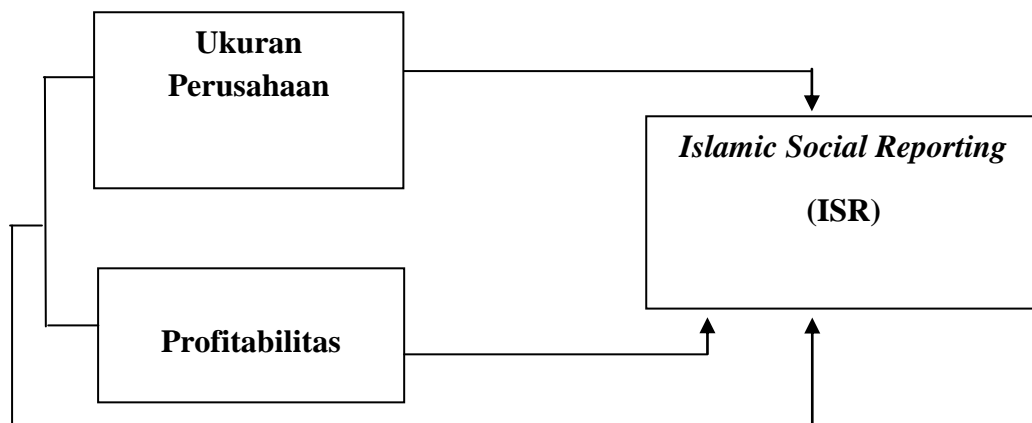 Ukuran
Perusahaan
Islamic Social Reporting
(ISR)
Profitabilitas